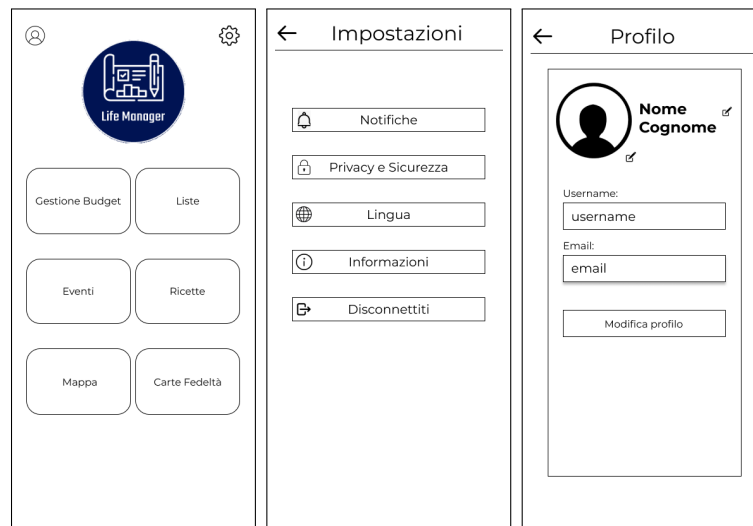 Life Manager
Gestione Budget
Liste
Eventi
Ricette
Mappa
Carte Fedeltà
Impostazioni
Notifiche
Privacy e Sicurezza
Lingua
Informazioni
Disconnettiti
Profilo
Nome
Cognome
Username:
username
Email:
email
Modifica profilo